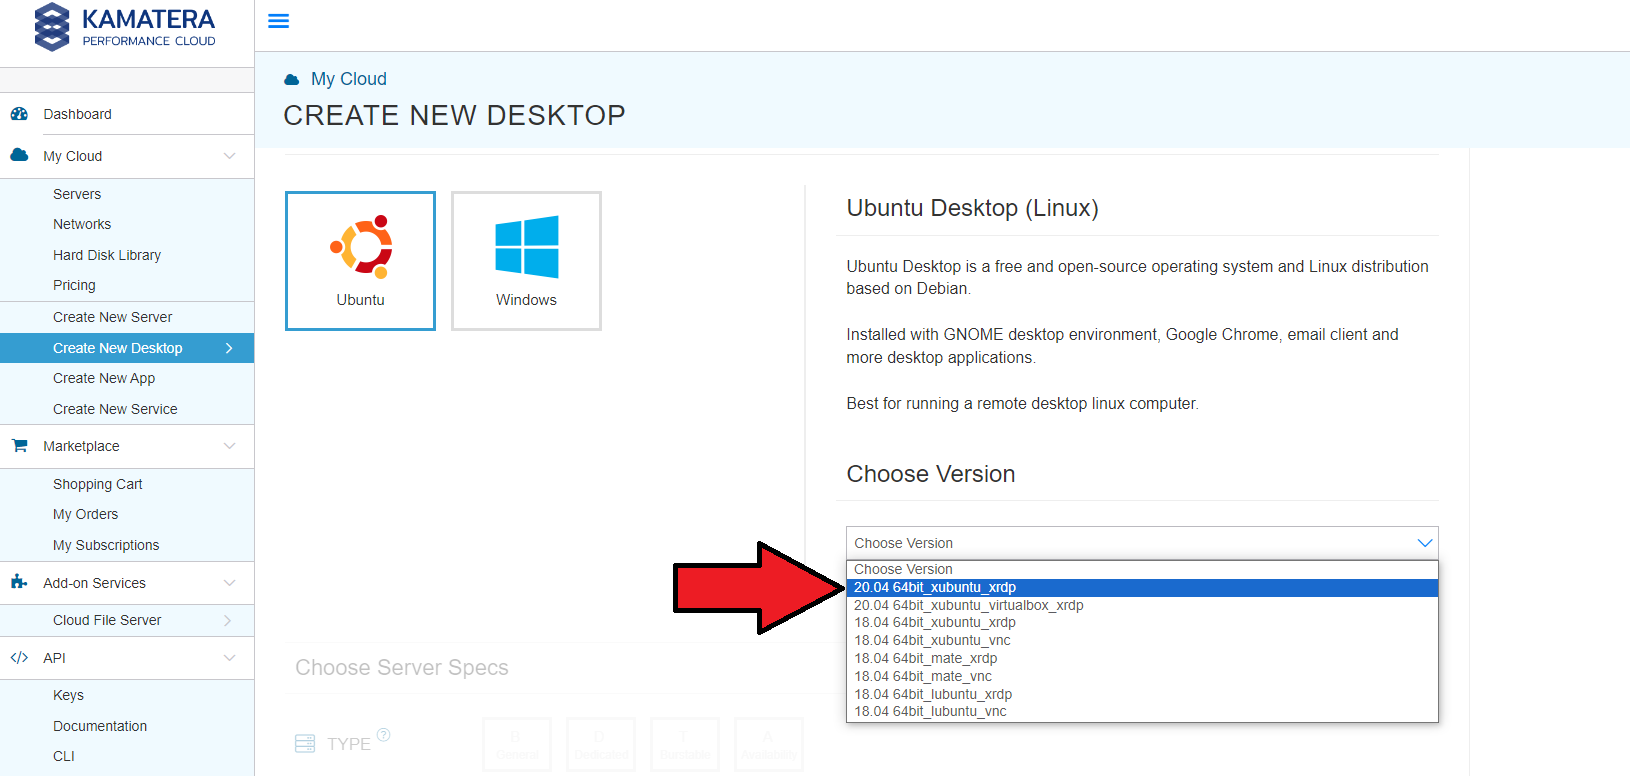 KAMATERA
PERFORMANCE CLOUD
Dashboard
My Cloud
Servers
Networks
Hard Disk Library
Pricing
Create New Server
Create New Desktop
Create New App
Create New Service
Marketplace
Shopping Cart
My Orders
My Subscriptions
Add-on Services
Cloud File Server
API
Keys
Documentation
CLI
My Cloud
CREATE NEW DESKTOP
Ubuntu
Windows
Ubuntu Desktop (Linux)
Ubuntu Desktop is a free and open-source operating system and Linux distribution
based on Debian.
Installed with GNOME desktop environment, Google Chrome, email client and
more desktop applications.
Best for running a remote desktop linux computer.
Choose Version
Choose Version
Choose Version
20.04 64bit_xubuntu_xrdp
20.04 64bit_xubuntu_virtualbox_xrdp
18.04 64bit_xubuntu_xrdp
18.04 64bit_xubuntu_vnc
18.04 64bit_mate_xrdp
18.04 64bit_mate_vnc
18.04 64bit_lubuntu_xrdp
18.04 64bit_lubuntu_vnc
Choose Server Specs
TYPE ?
B
General
D
Dedicated
T
Burstable
A
Availability